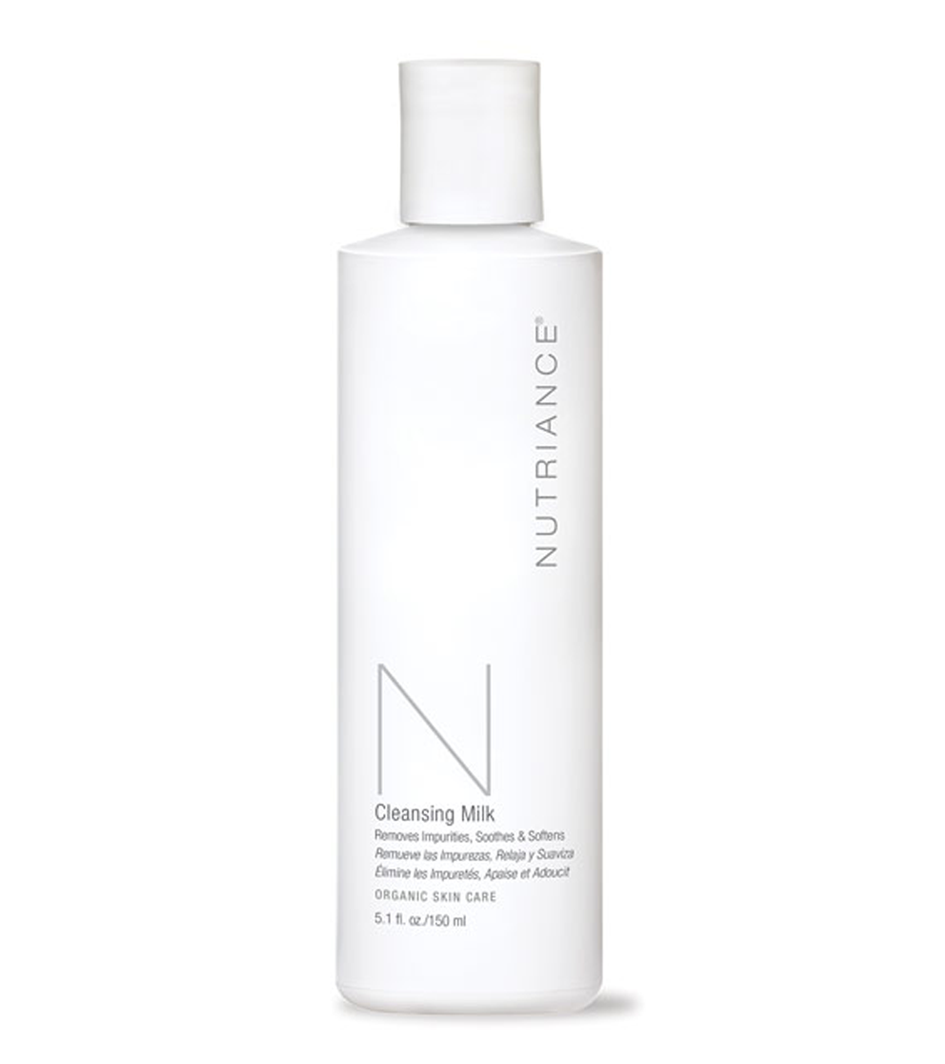 NUTRIANCE®
N
Cleansing Milk
Removes Impurities, Soothes & Softens
Remueve las Impurezas, Relaja y Suaviza
Élimine les Impuretés, Apaise et Adoucit
ORGANIC SKIN CARE
5.1 fl. oz./150 ml